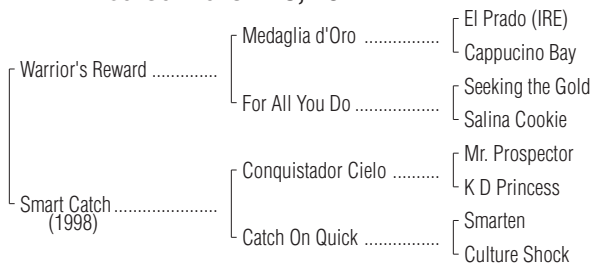 El Prado (IRE)
Medaglia d'Oro ................
Cappucino Bay
Warrior's Reward .............
Seeking the Gold
For All You Do ..................
Salina Cookie
Mr. Prospector
Conquistador Cielo ..........
K D Princess
Smart Catch .....................
(1998)
Smarten
Catch On Quick ................
Culture Shock